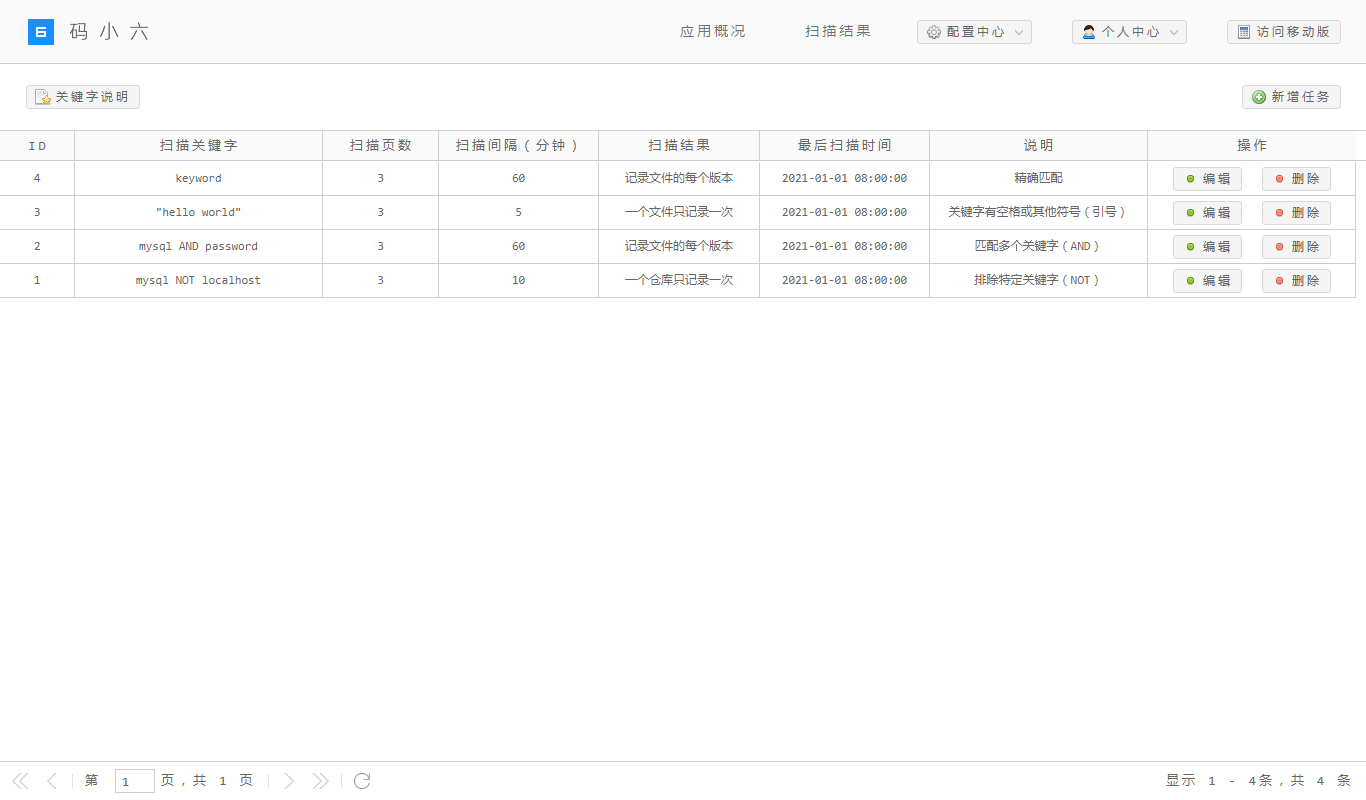 6 码小六 应用概况 扫描结果 配置中心 个人中心 访问移动版
关键字说明 新增任务
ID 扫描关键字 扫描页数 扫描间隔（分钟） 扫描结果 最后扫描时间 说明 操作
4 keyword 3 60 记录文件的每个版本 2021-01-01 08:00:00 精确匹配 编辑 删除
3 "hello world" 3 5 一个文件只记录一次 2021-01-01 08:00:00 关键字有空格或其他符号（引号） 编辑 删除
2 mysql AND password 3 60 记录文件的每个版本 2021-01-01 08:00:00 匹配多个关键字（AND） 编辑 删除
1 mysql NOT localhost 3 10 一个仓库只记录一次 2021-01-01 08:00:00 排除特定关键字（NOT） 编辑 删除
第 1 页，共 1 页 显示 1 - 4条，共 4 条